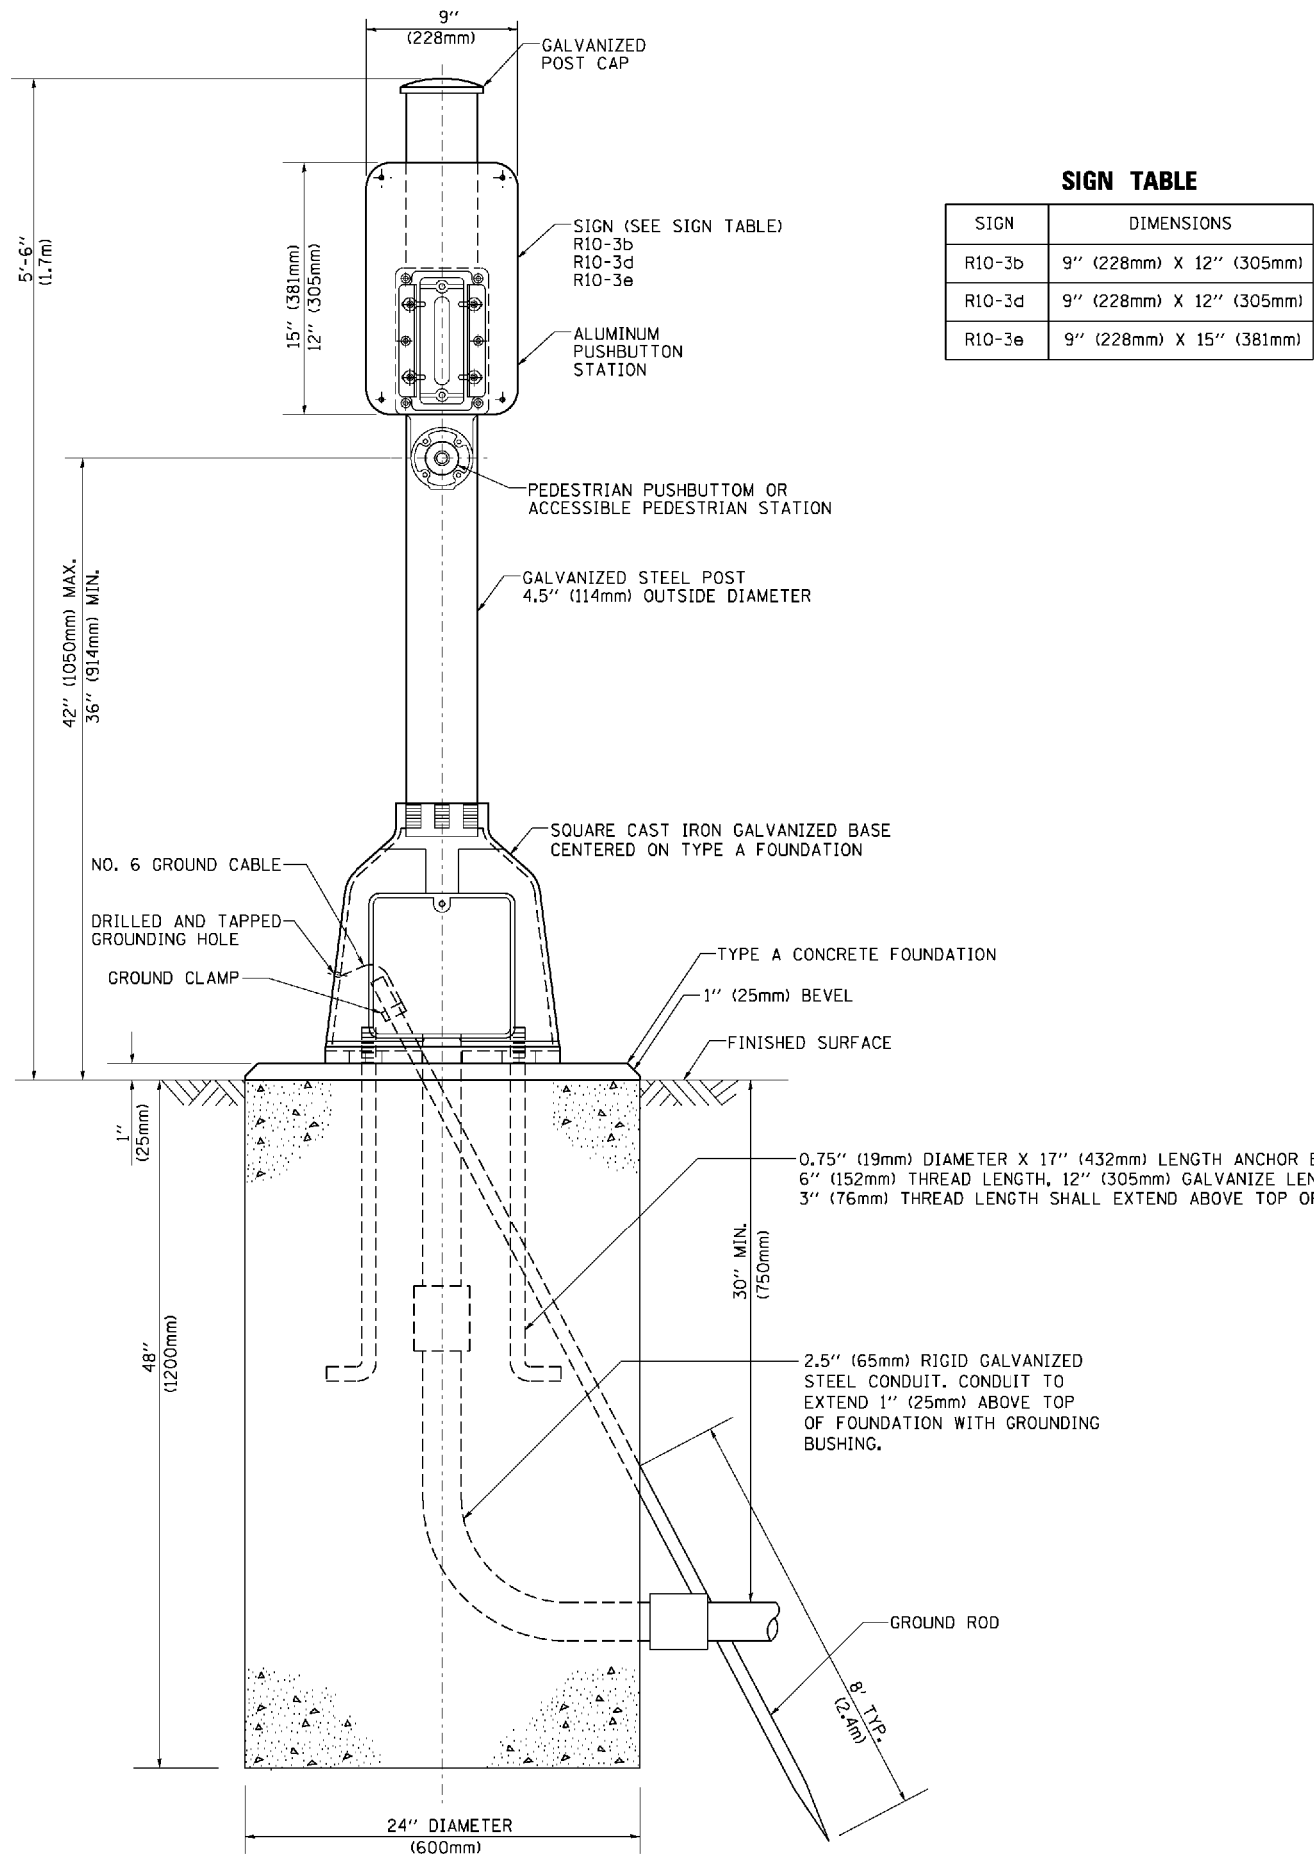 9" 
(228mm)
GALVANIZED
POST CAP
5'-6"
(1.7m)
15" (381mm)
12" (305mm)
SIGN (SEE SIGN TABLE)
R10-3b
R10-3d
R10-3e
ALUMINUM
PUSHBUTTON
STATION
SIGN TABLE
SIGN DIMENSIONS
R10-3b 9" (228mm) X 12" (305mm)
R10-3d 9" (228mm) X 12" (305mm)
R10-3e 9" (228mm) X 15" (381mm)
PEDESTRIAN PUSHBUTTOM OR
ACCESSIBLE PEDESTRIAN STATION
42" (1050mm) MAX.
36" (914mm) MIN.
GALVANIZED STEEL POST
4.5" (114mm) OUTSIDE DIAMETER
SQUARE CAST IRON GALVANIZED BASE
CENTERED ON TYPE A FOUNDATION
NO. 6 GROUND CABLE
DRILLED AND TAPPED
GROUNDING HOLE
GROUND CLAMP
TYPE A CONCRETE FOUNDATION
1" (25mm) BEVEL
FINISHED SURFACE
1"
(25mm)
0.75" (19mm) DIAMETER X 17" (432mm) LENGTH ANCHOR
6" (152mm) THREAD LENGTH, 12" (305mm) GALVANIZE
3" (76mm) THREAD LENGTH SHALL EXTEND ABOVE TOP
30" MIN.
(750mm)
48"
(1200mm)
2.5" (65mm) RIGID GALVANIZED
STEEL CONDUIT. CONDUIT TO
EXTEND 1" (25mm) ABOVE TOP
OF FOUNDATION WITH GROUNDING
BUSHING.
GROUND ROD
8' TYP.
(2.4m)
24" DIAMETER
(600mm)